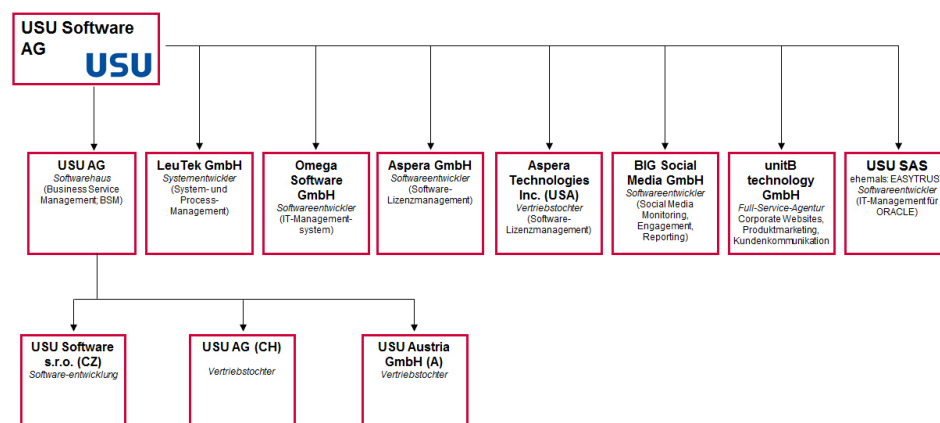 USU Software
AG
USU
USU AG
Softwarehaus
(Business Service
Management; BSM)
LeuTek GmbH
Systementwickler
(System- und
Process-
Management)
Omega
Software
GmbH
Softwareentwickler
(IT-Management-
system)
Aspera GmbH
Softwareentwickler
(Software-
Lizenzmanagement)
Aspera
Technologies
Inc. (USA)
Vertriebstochter
(Software-
Lizenzmanagement)
BIG Social
Media GmbH
Softwareentwickler
(Social Media
Monitoring,
Engagement,
Reporting)
unitB
technology
GmbH
Full-Service-Agentur
Corporate Websites,
Produktmarketing,
Kundenkommunikation
USU SAS
ehemals: EASYTRUST
Softwareentwickler
(IT-Management für
ORACLE)
USU Software
s.r.o. (CZ)
Software-entwicklung
USU AG (CH)
Vertriebstochter
USU Austria
GmbH (A)
Vertriebstochter